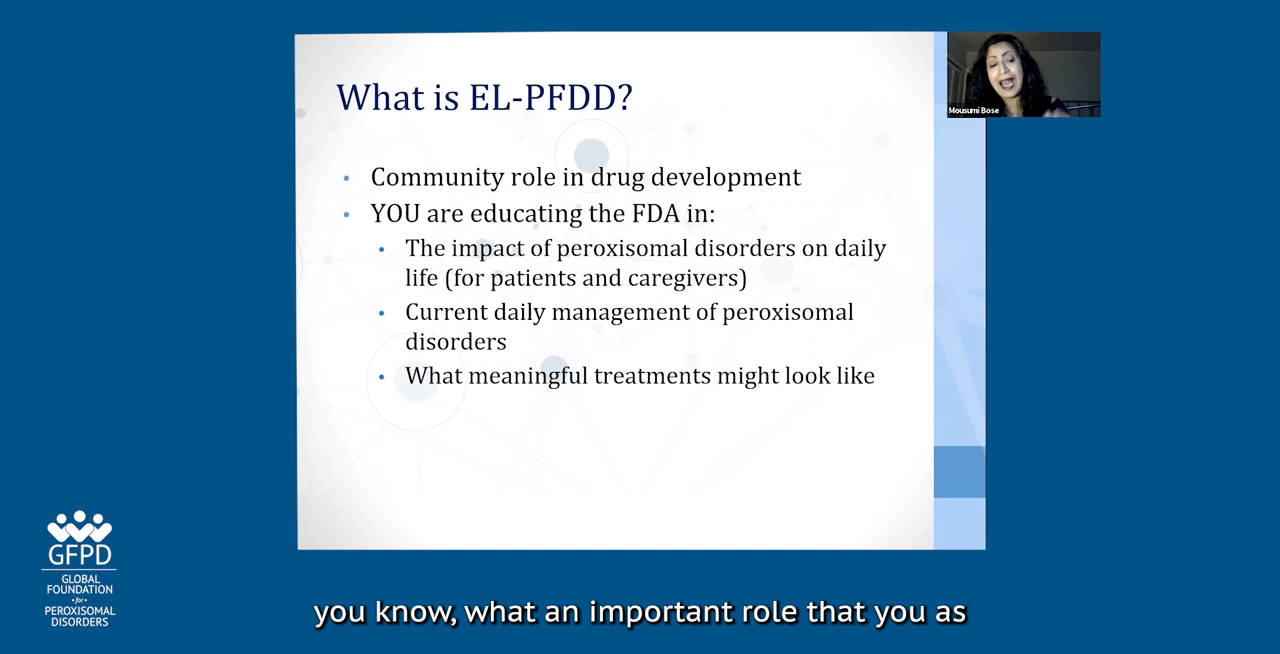 What is EL-PFDD?
Mousumi Bose
• Community role in drug development
• YOU are educating the FDA in:
• The impact of peroxisomal disorders on daily
life (for patients and caregivers)
• Current daily management of peroxisomal
disorders
• What meaningful treatments might look like
GFPD
GLOBAL
FOUNDATION
• for •
PEROXISOMAL
DISORDERS
you know, what an important role that you as